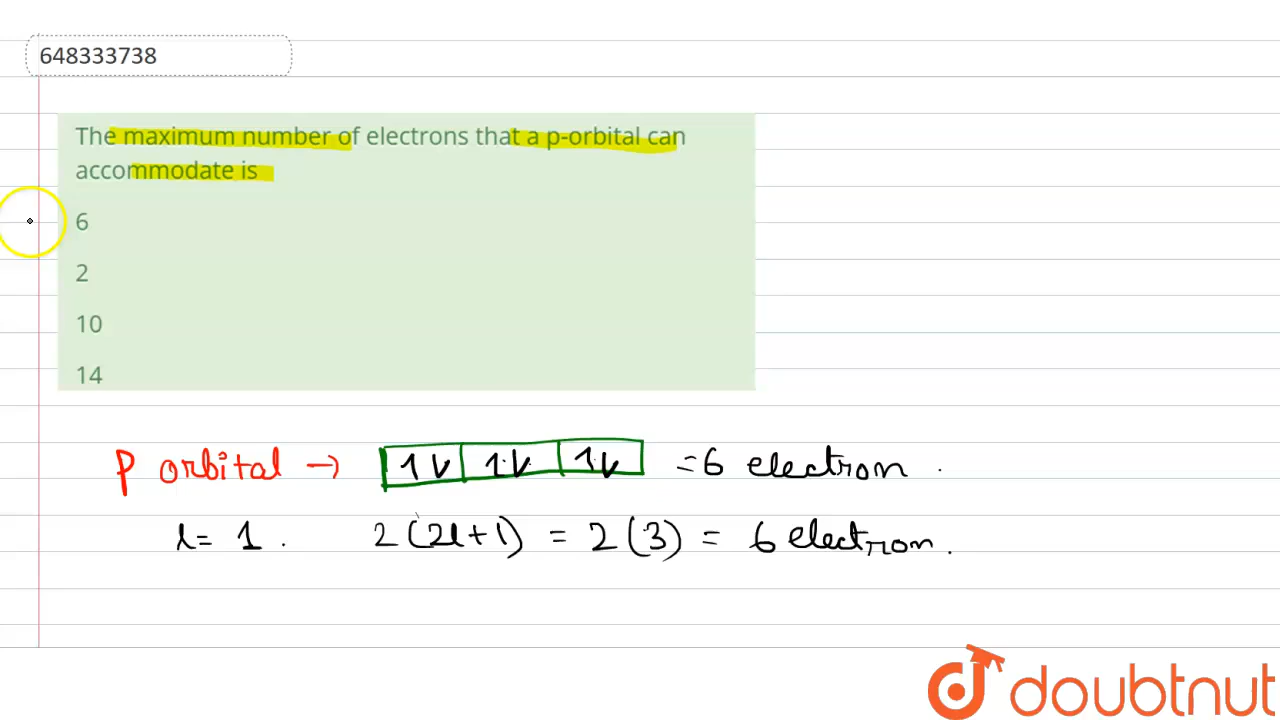 648333738
The maximum number of electrons that a p-orbital can
accommodate is
6
2
10
14
P orbital → 1↓ 1↓ 1↓ = 6 electron .
l = 1 . 2 (2l+1) = 2 (3) = 6 electron .
doubtnut